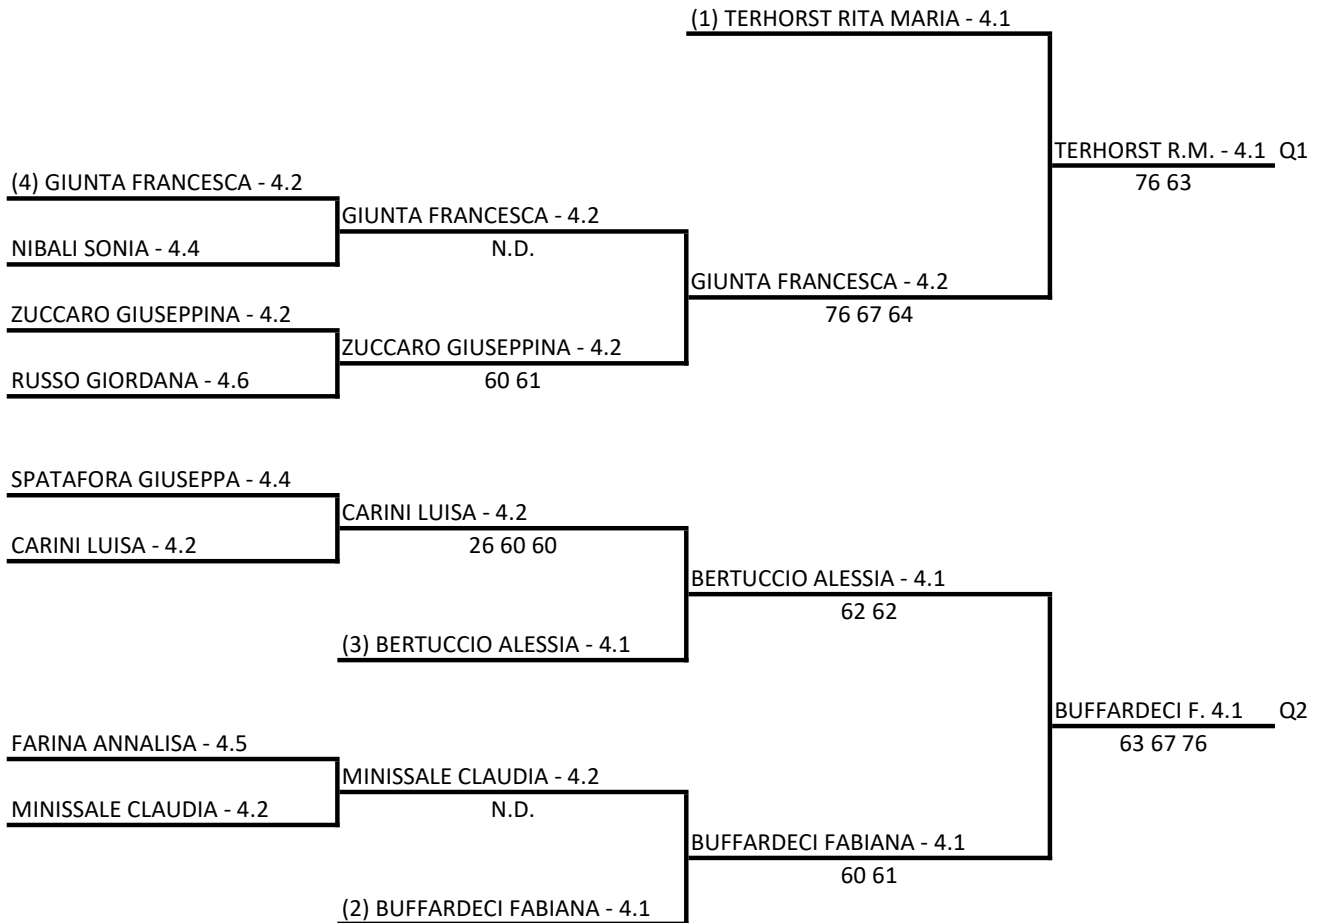 (1) TERHORST RITA MARIA - 4.1
TERHORST R.M. - 4.1 Q1
76 63
(4) GIUNTA FRANCESCA - 4.2
GIUNTA FRANCESCA - 4.2
NIBALI SONIA - 4.4
N.D.
GIUNTA FRANCESCA - 4.2
76 67 64
ZUCCARO GIUSEPPINA - 4.2
ZUCCARO GIUSEPPINA - 4.2
RUSSO GIORDANA - 4.6
60 61
SPATAFORA GIUSEPPA - 4.4
CARINI LUISA - 4.2
CARINI LUISA - 4.2
26 60 60
BERTUCCIO ALESSIA - 4.1
62 62
(3) BERTUCCIO ALESSIA - 4.1
BUFFARDECI F. 4.1 Q2
63 67 76
FARINA ANNALISA - 4.5
MINISSALE CLAUDIA - 4.2
MINISSALE CLAUDIA - 4.2
N.D.
BUFFARDECI FABIANA - 4.1
60 61
(2) BUFFARDECI FABIANA - 4.1